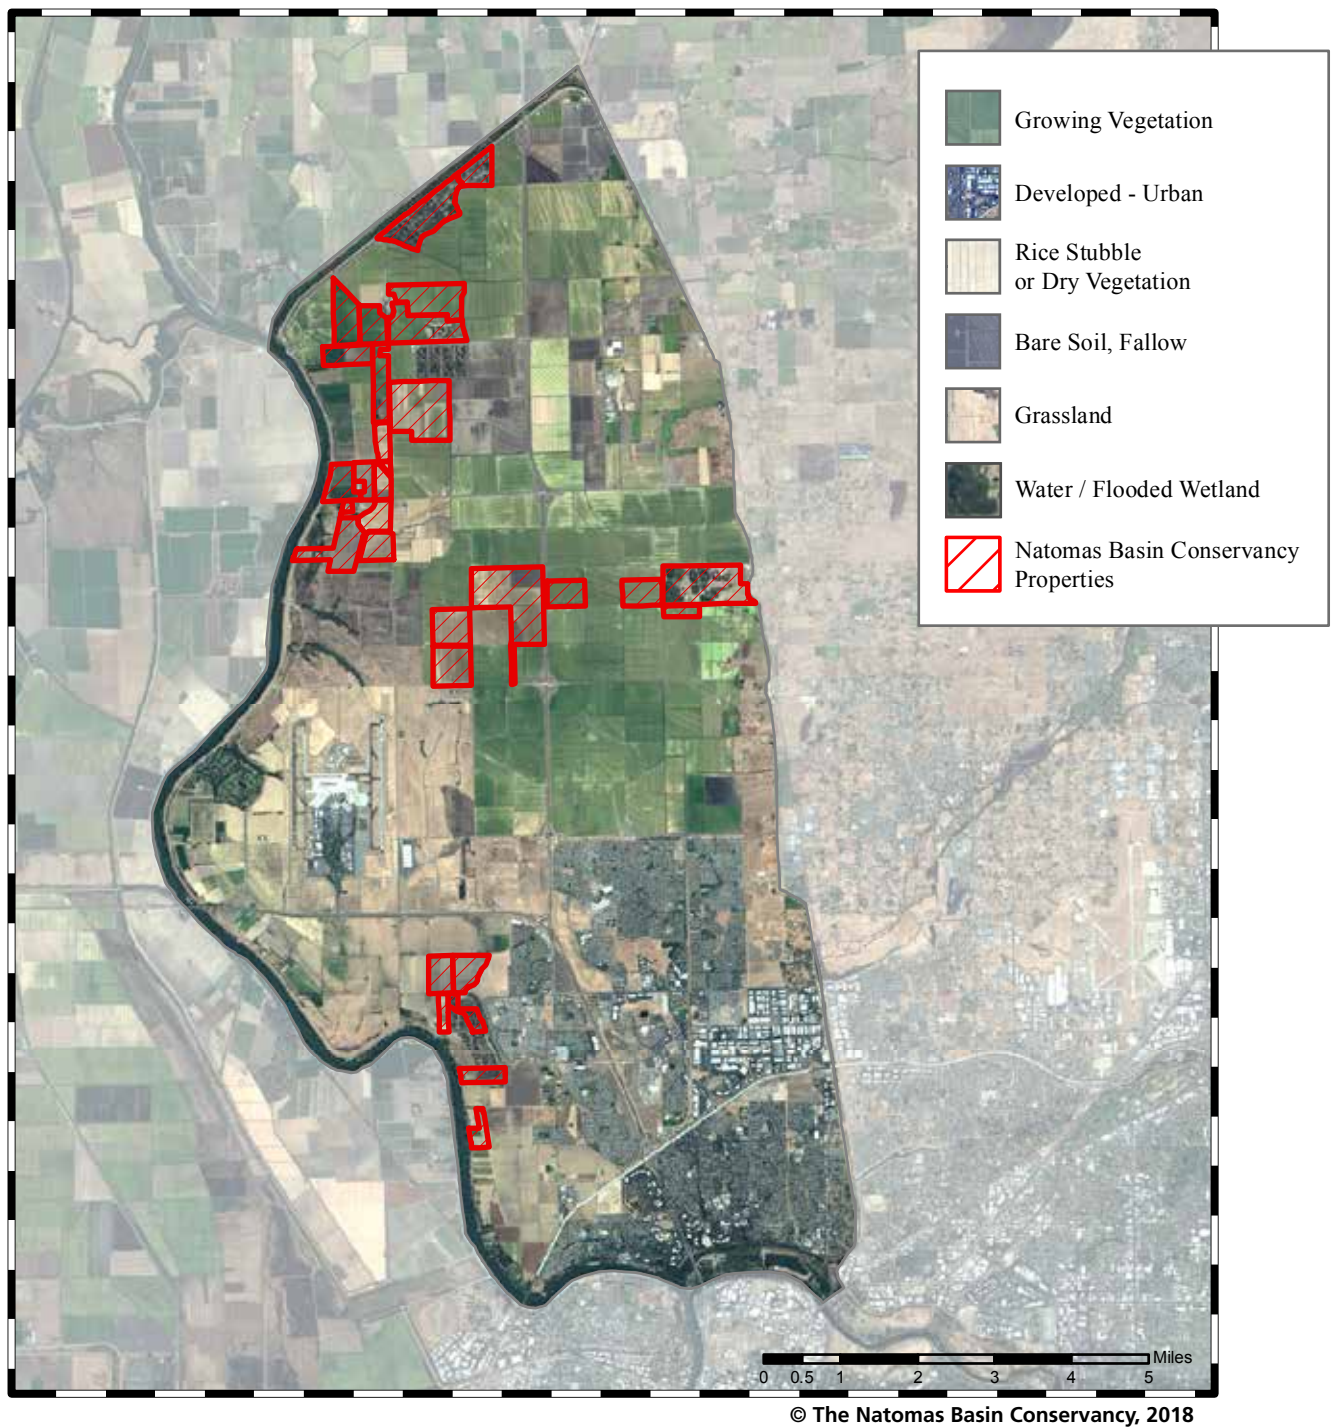 Growing Vegetation
Developed - Urban
Rice Stubble
or Dry Vegetation
Bare Soil, Fallow
Grassland
Water / Flooded Wetland
Natomas Basin Conservancy
Properties
Miles
0 0.5 1 2 3 4 5
© The Natomas Basin Conservancy, 2018